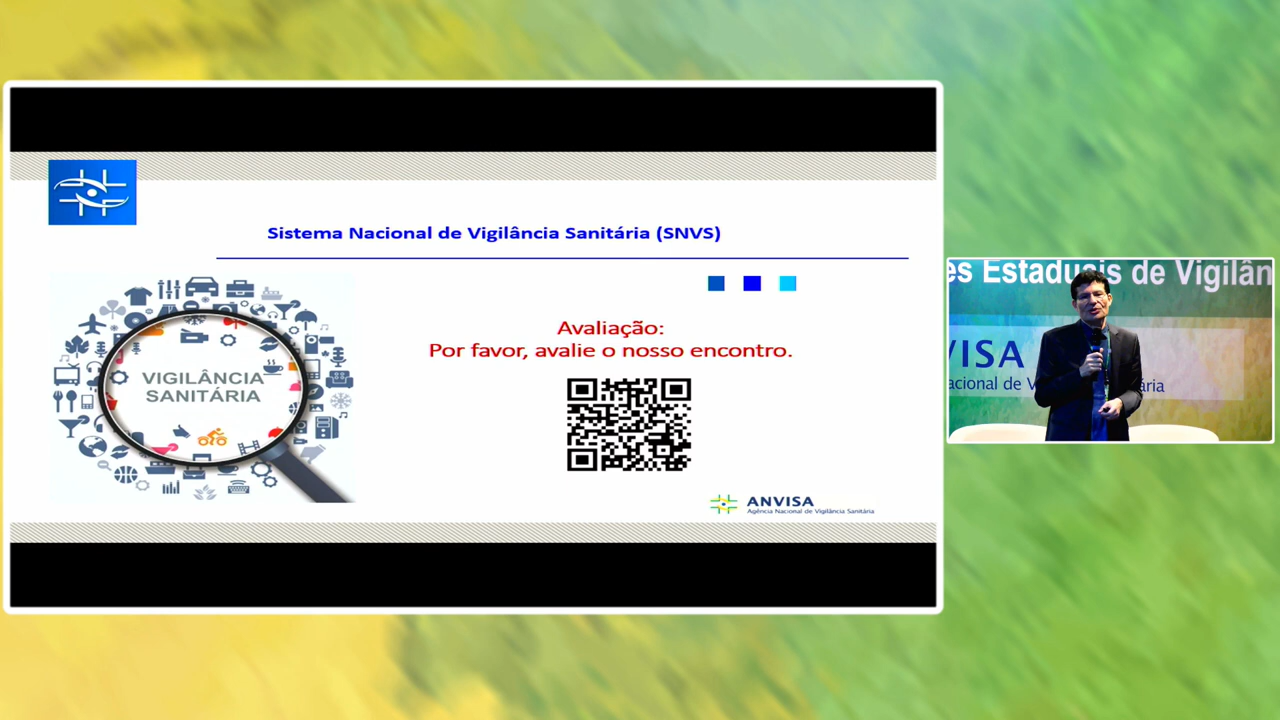 Sistema Nacional de Vigilância Sanitária (SNVS)
VIGILÂNCIA
SANITÁRIA
Avaliação:
Por favor, avalie o nosso encontro.
ANVISA
Agência Nacional de Vigilância Sanitária
es Estaduais de Vigilân
VISA
acional de V ária